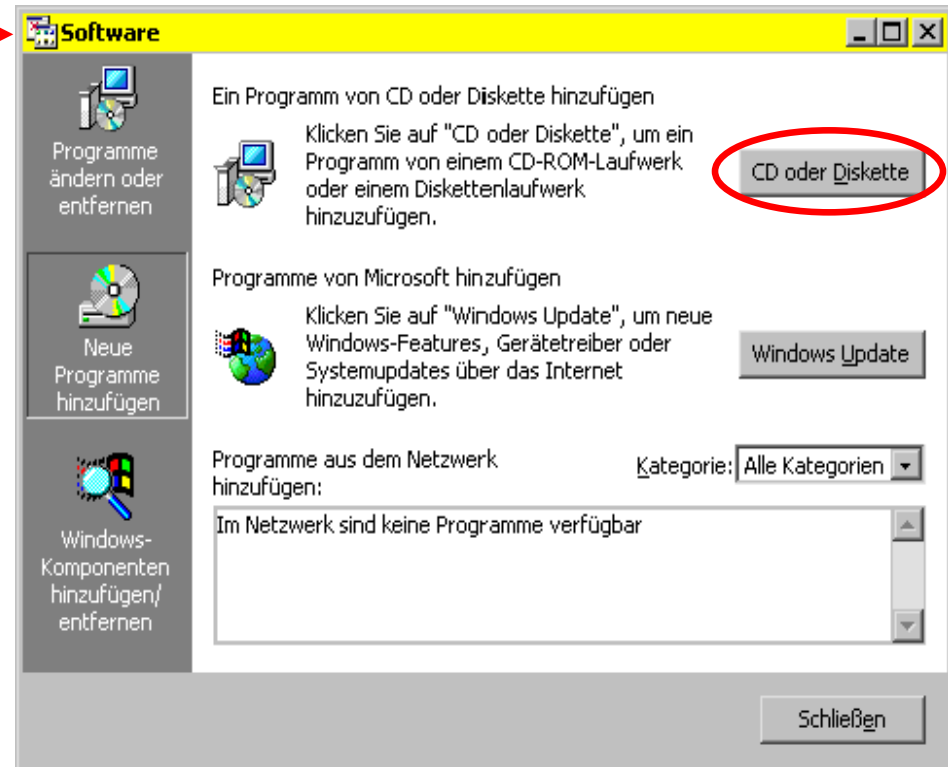 Software
Programme
ändern oder
entfernen
Neue
Programme
hinzufügen
Windows-
Komponenten
hinzufügen/
entfernen
Ein Programm von CD oder Diskette hinzufügen
Klicken Sie auf "CD oder Diskette", um ein
Programm von einem CD-ROM-Laufwerk
oder einem Diskettenlaufwerk
hinzuzufügen.
CD oder Diskette
Programme von Microsoft hinzufügen
Klicken Sie auf "Windows Update", um neue
Windows-Features, Gerätetreiber oder
Systemupdates über das Internet
hinzuzufügen.
Windows Update
Programme aus dem Netzwerk
hinzufügen:
Kategorie: Alle Kategorien
Im Netzwerk sind keine Programme verfügbar
Schließen